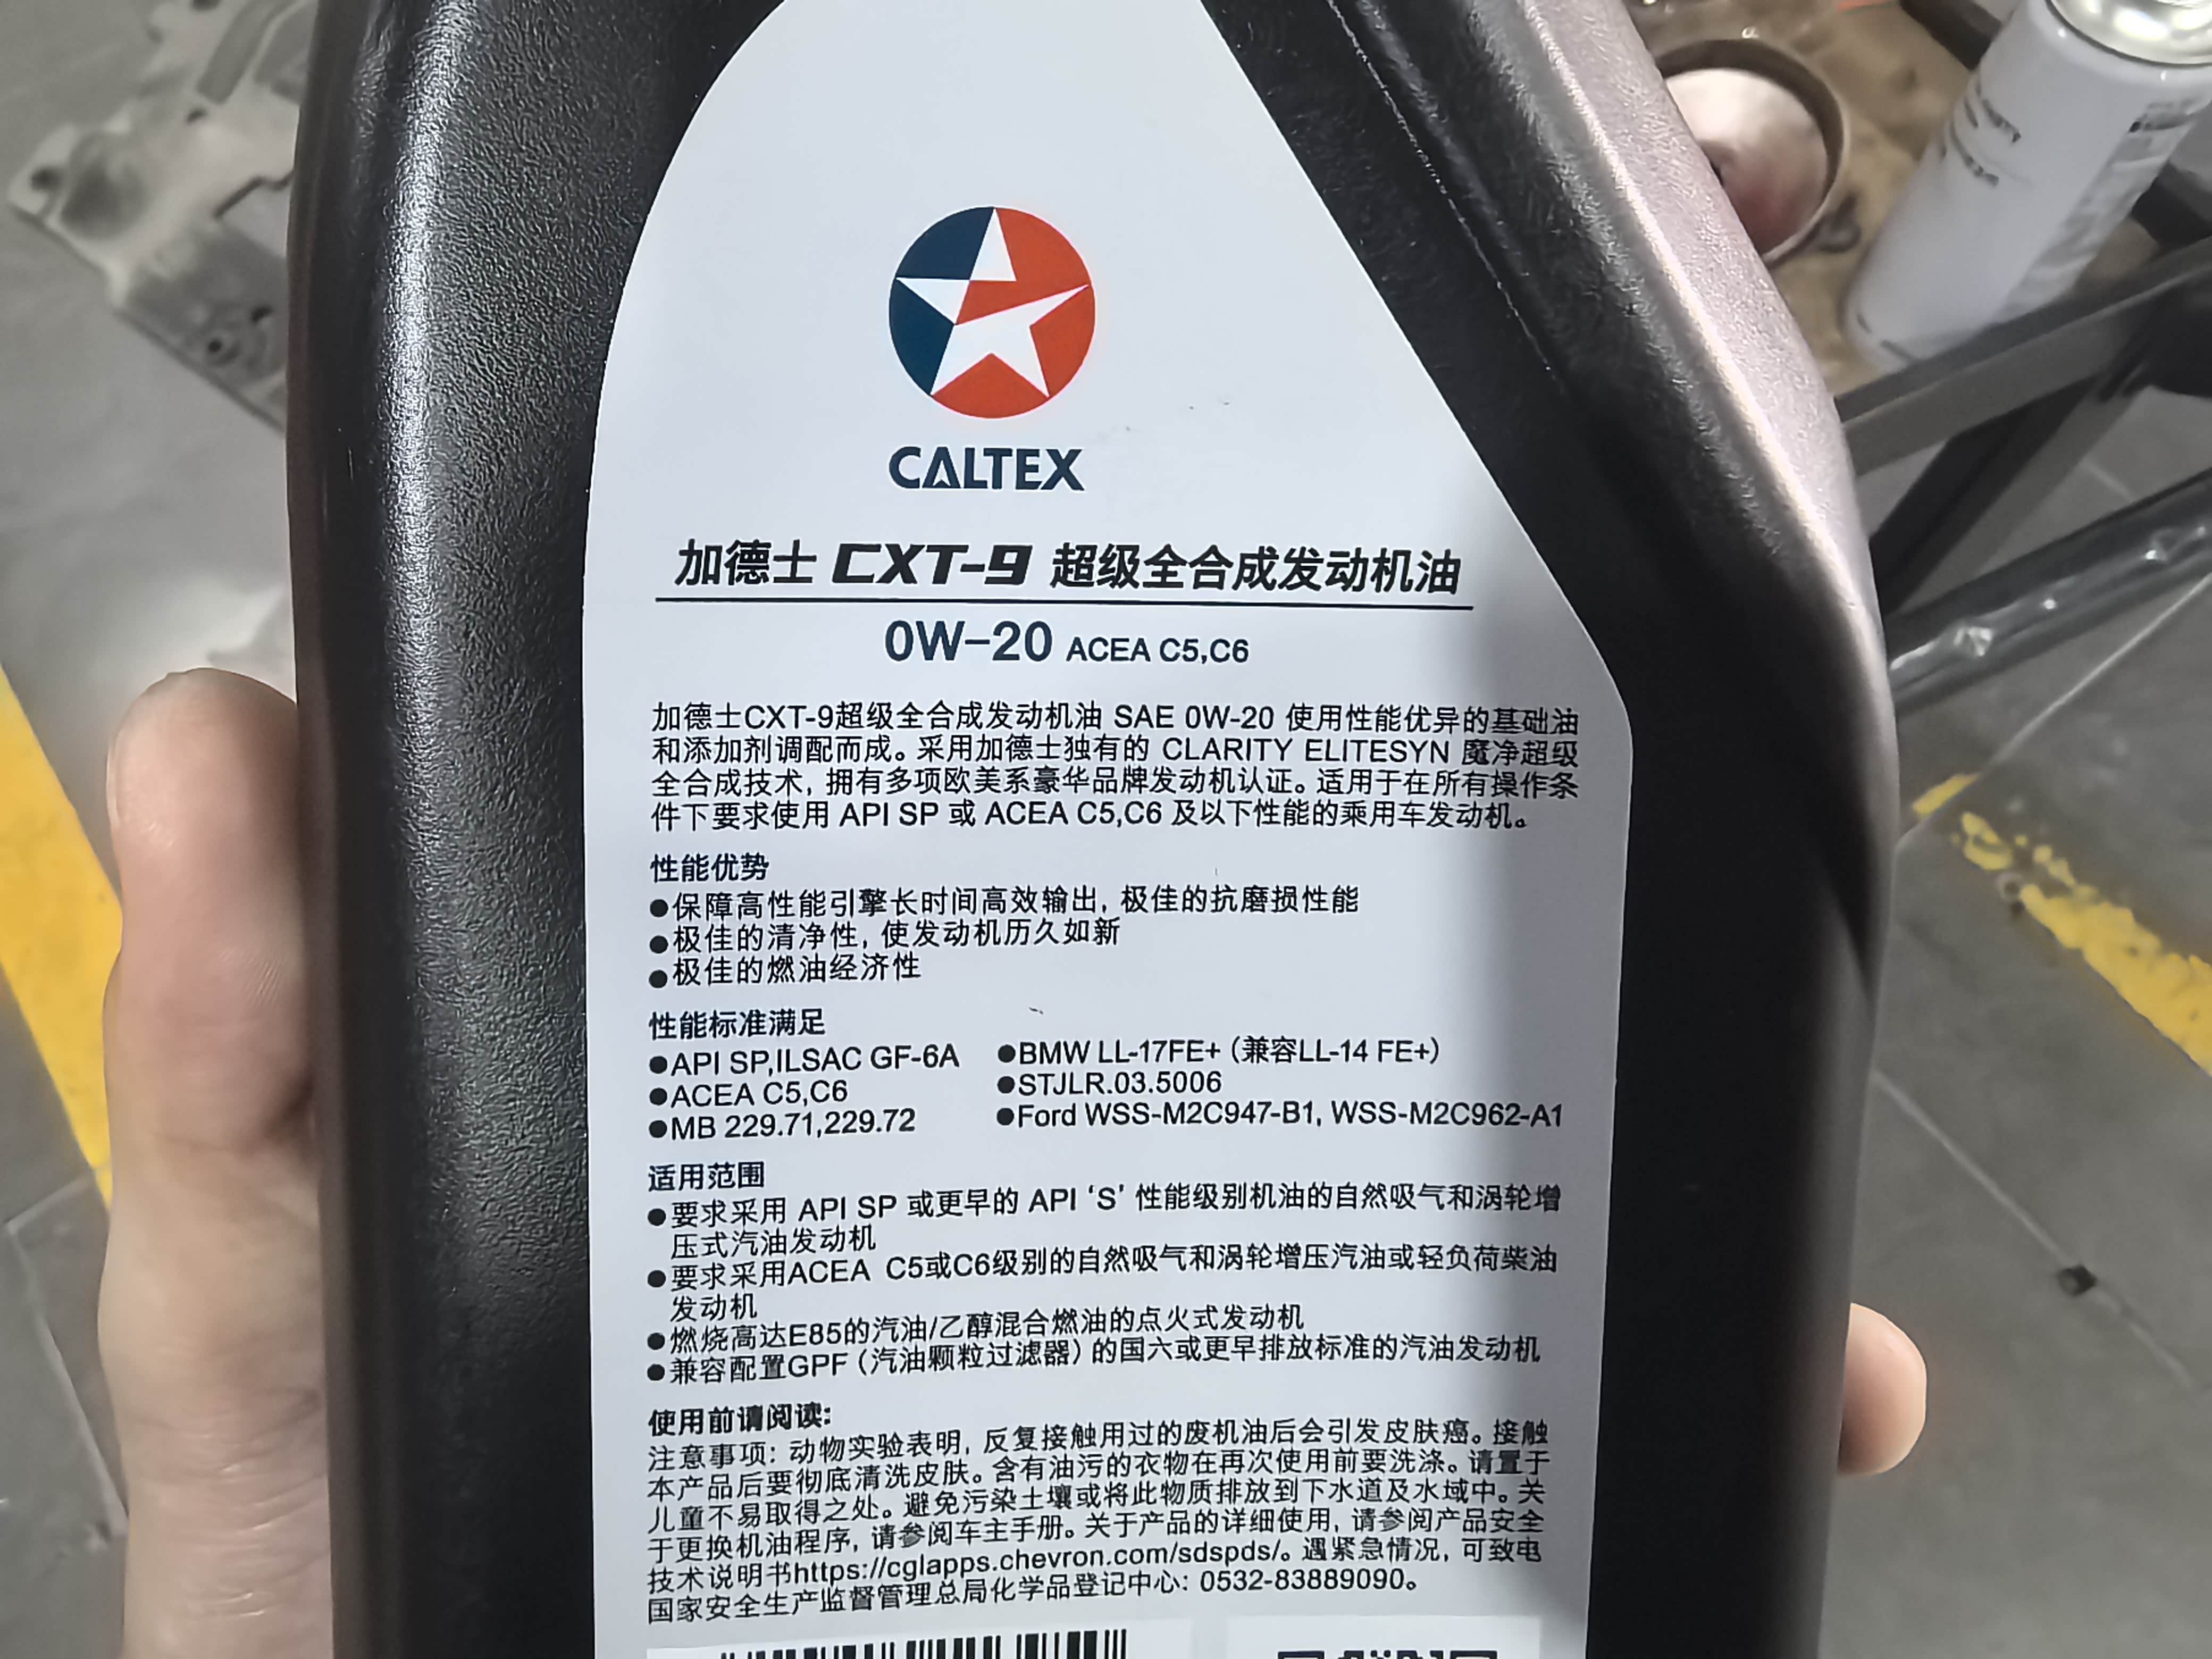 CALTEX
加德士 CXT-9 超级全合成发动机油
0W-20 ACEA C5,C6
加德士CXT-9超级全合成发动机油 SAE 0W-20 使用性能优异的基础油
和添加剂调配而成。采用加德士独有的 CLARITY ELITESYN 魔净超级
全合成技术，拥有多项欧美系豪华品牌发动机认证。适用于在所有操作条
件下要求使用 API SP 或 ACEA C5,C6 及以下性能的乘用车发动机。
性能优势
●保障高性能引擎长时间高效输出，极佳的抗磨损性能
●极佳的清净性，使发动机历久如新
●极佳的燃油经济性
性能标准满足
●API SP,ILSAC GF-6A
●ACEA C5,C6
●MB 229.71,229.72
●BMW LL-17FE+（兼容LL-14 FE+）
●STJLR.03.5006
●Ford WSS-M2C947-B1, WSS-M2C962-A1
适用范围
●要求采用 API SP 或更早的 API ‘S’ 性能级别机油的自然吸气和涡轮增
压式汽油发动机
●要求采用ACEA C5或C6级别的自然吸气和涡轮增压汽油或轻负荷柴油
发动机
●燃烧高达E85的汽油/乙醇混合燃油的点火式发动机
●兼容配置GPF（汽油颗粒过滤器）的国六或更早排放标准的汽油发动机
使用前请阅读:
注意事项: 动物实验表明，反复接触用过的废机油后会引发皮肤癌。接触
本产品后要彻底清洗皮肤。含有油污的衣物在再次使用前要洗涤。请置于
儿童不易取得之处。避免污染土壤或将此物质排放到下水道及水域中。关
于更换机油程序，请参阅车主手册。关于产品的详细使用，请参阅产品安全
技术说明书https://cglapps.chevron.com/sdspds/。遇紧急情况，可致电
国家安全生产监督管理总局化学品登记中心: 0532-83889090。